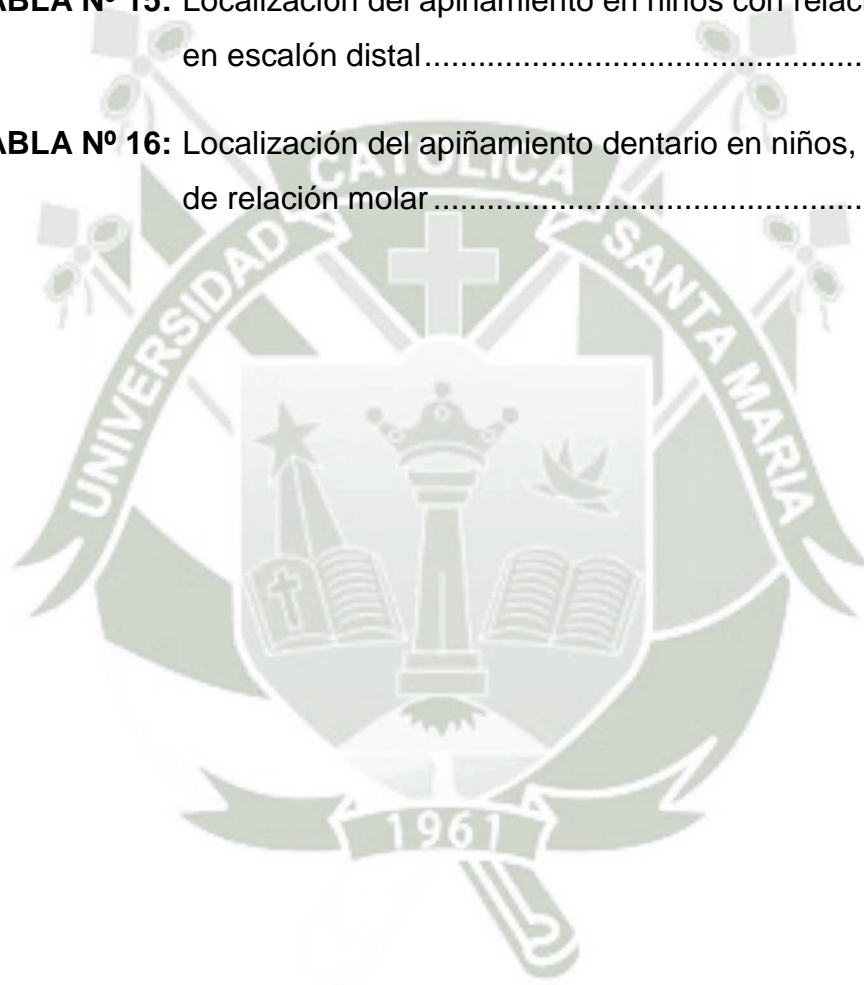 ABLA Nº 15: Localización del apiñamiento en niños con relaci
en escalón distal................................................
ABLA Nº 16: Localización del apiñamiento dentario en niños,
de relación molar................................................
UNIVERSIDAD CATOLICA SANTA MARIA
1961